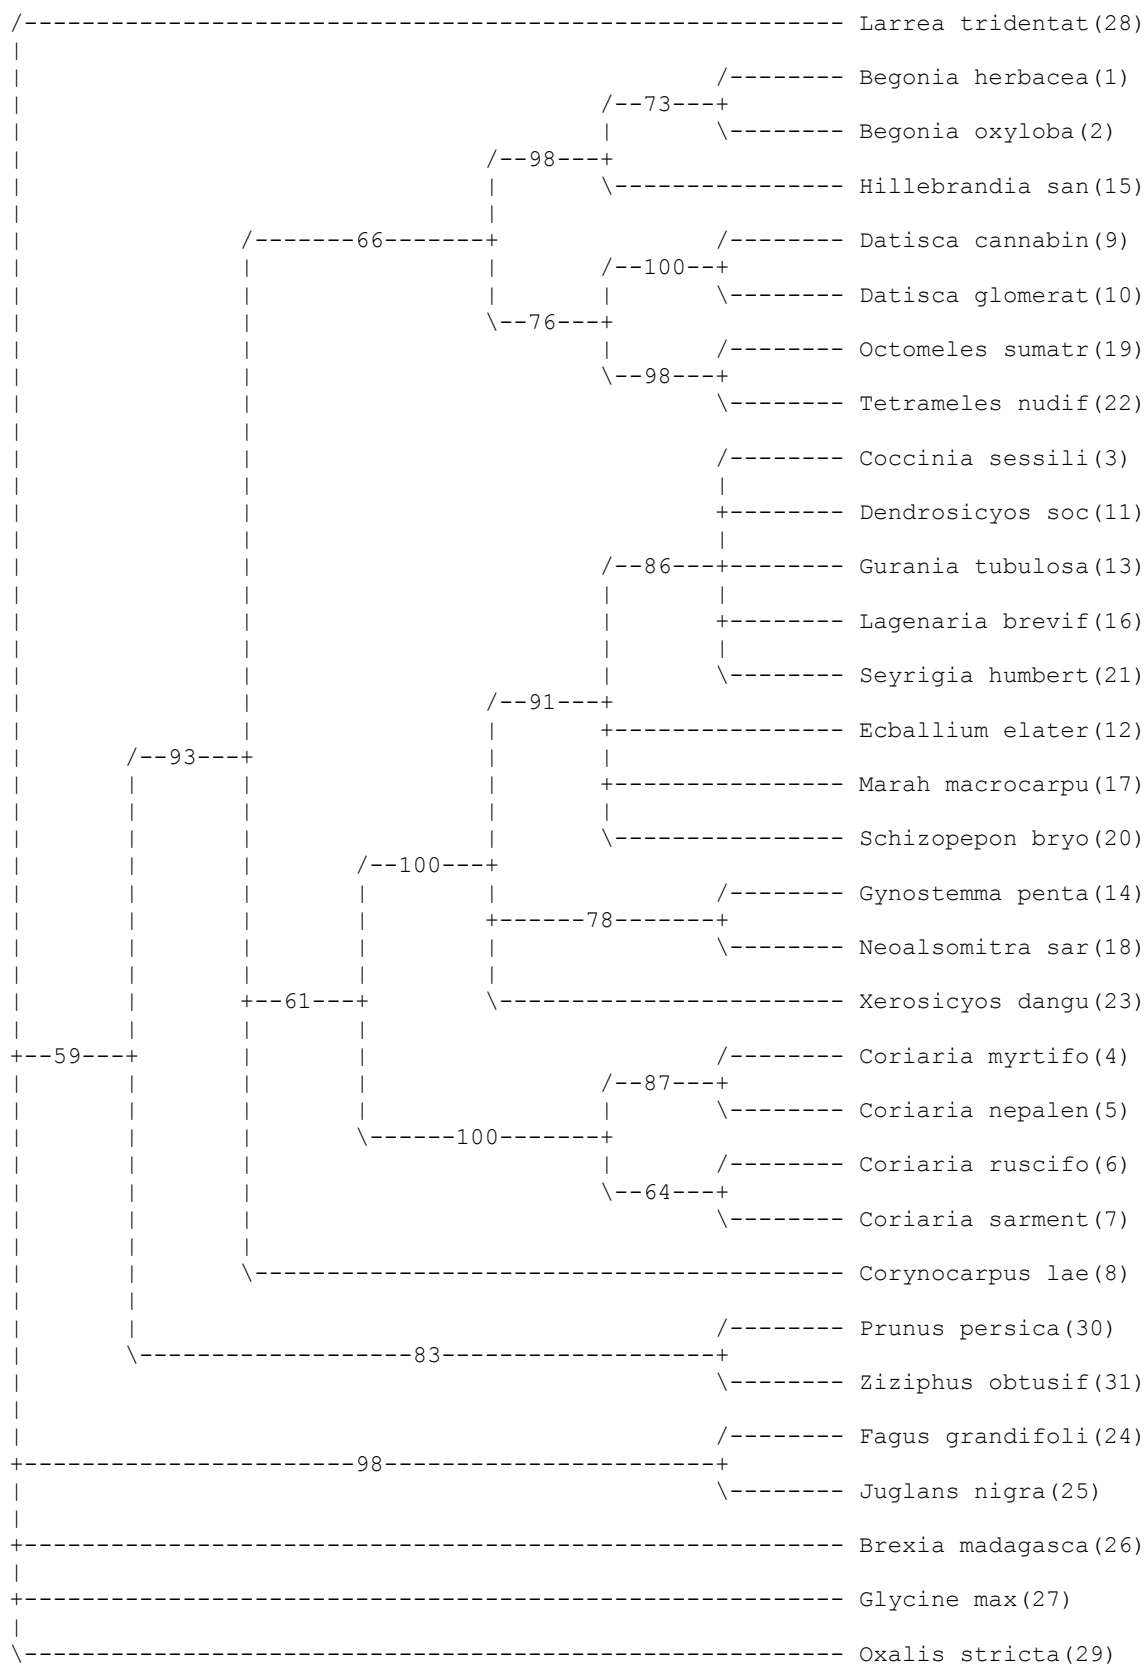 /--------------------------------------------------------- Larrea tridentat(28)
/-------- Begonia herbacea(1)
/--73---+
\-------- Begonia oxyloba(2)
/--98---+
\---------------- Hillebrandia san(15)
/-------66-------+ /-------- Datisca cannabin(9)
/--100--+
\-------- Datisca glomerat(10)
\--76---+
/-------- Octomeles sumatr(19)
\--98---+
\-------- Tetrameles nudif(22)
/-------- Coccinia sessili(3)
+-------- Dendrosicyos soc(11)
/--86---+-------- Gurania tubulosa(13)
+-------- Lagenaria brevif(16)
\-------- Seyrigia humbert(21)
/--91---+
+---------------- Ecballium elater(12)
/--93---+
+---------------- Marah macrocarpu(17)
\---------------- Schizopepon bryo(20)
/--100---+
/-------- Gynostemma penta(14)
+------78-------+
\-------- Neoalsomitra sar(18)
+--61---+ \------------------------ Xerosicyos dangu(23)
+--59---+ /-------- Coriaria myrtifo(4)
/--87---+
\-------- Coriaria nepalen(5)
\------100-------+
/-------- Coriaria ruscifo(6)
\--64---+
\-------- Coriaria sarment(7)
\----------------------------------------- Corynocarpus lae(8)
/-------- Prunus persica(30)
\-------------------83-------------------+
\-------- Ziziphus obtusif(31)
/-------- Fagus grandifoli(24)
+-----------------------98-----------------------+
\-------- Juglans nigra(25)
+--------------------------------------------------------- Brexia madagasca(26)
+--------------------------------------------------------- Glycine max(27)
\--------------------------------------------------------- Oxalis stricta(29)